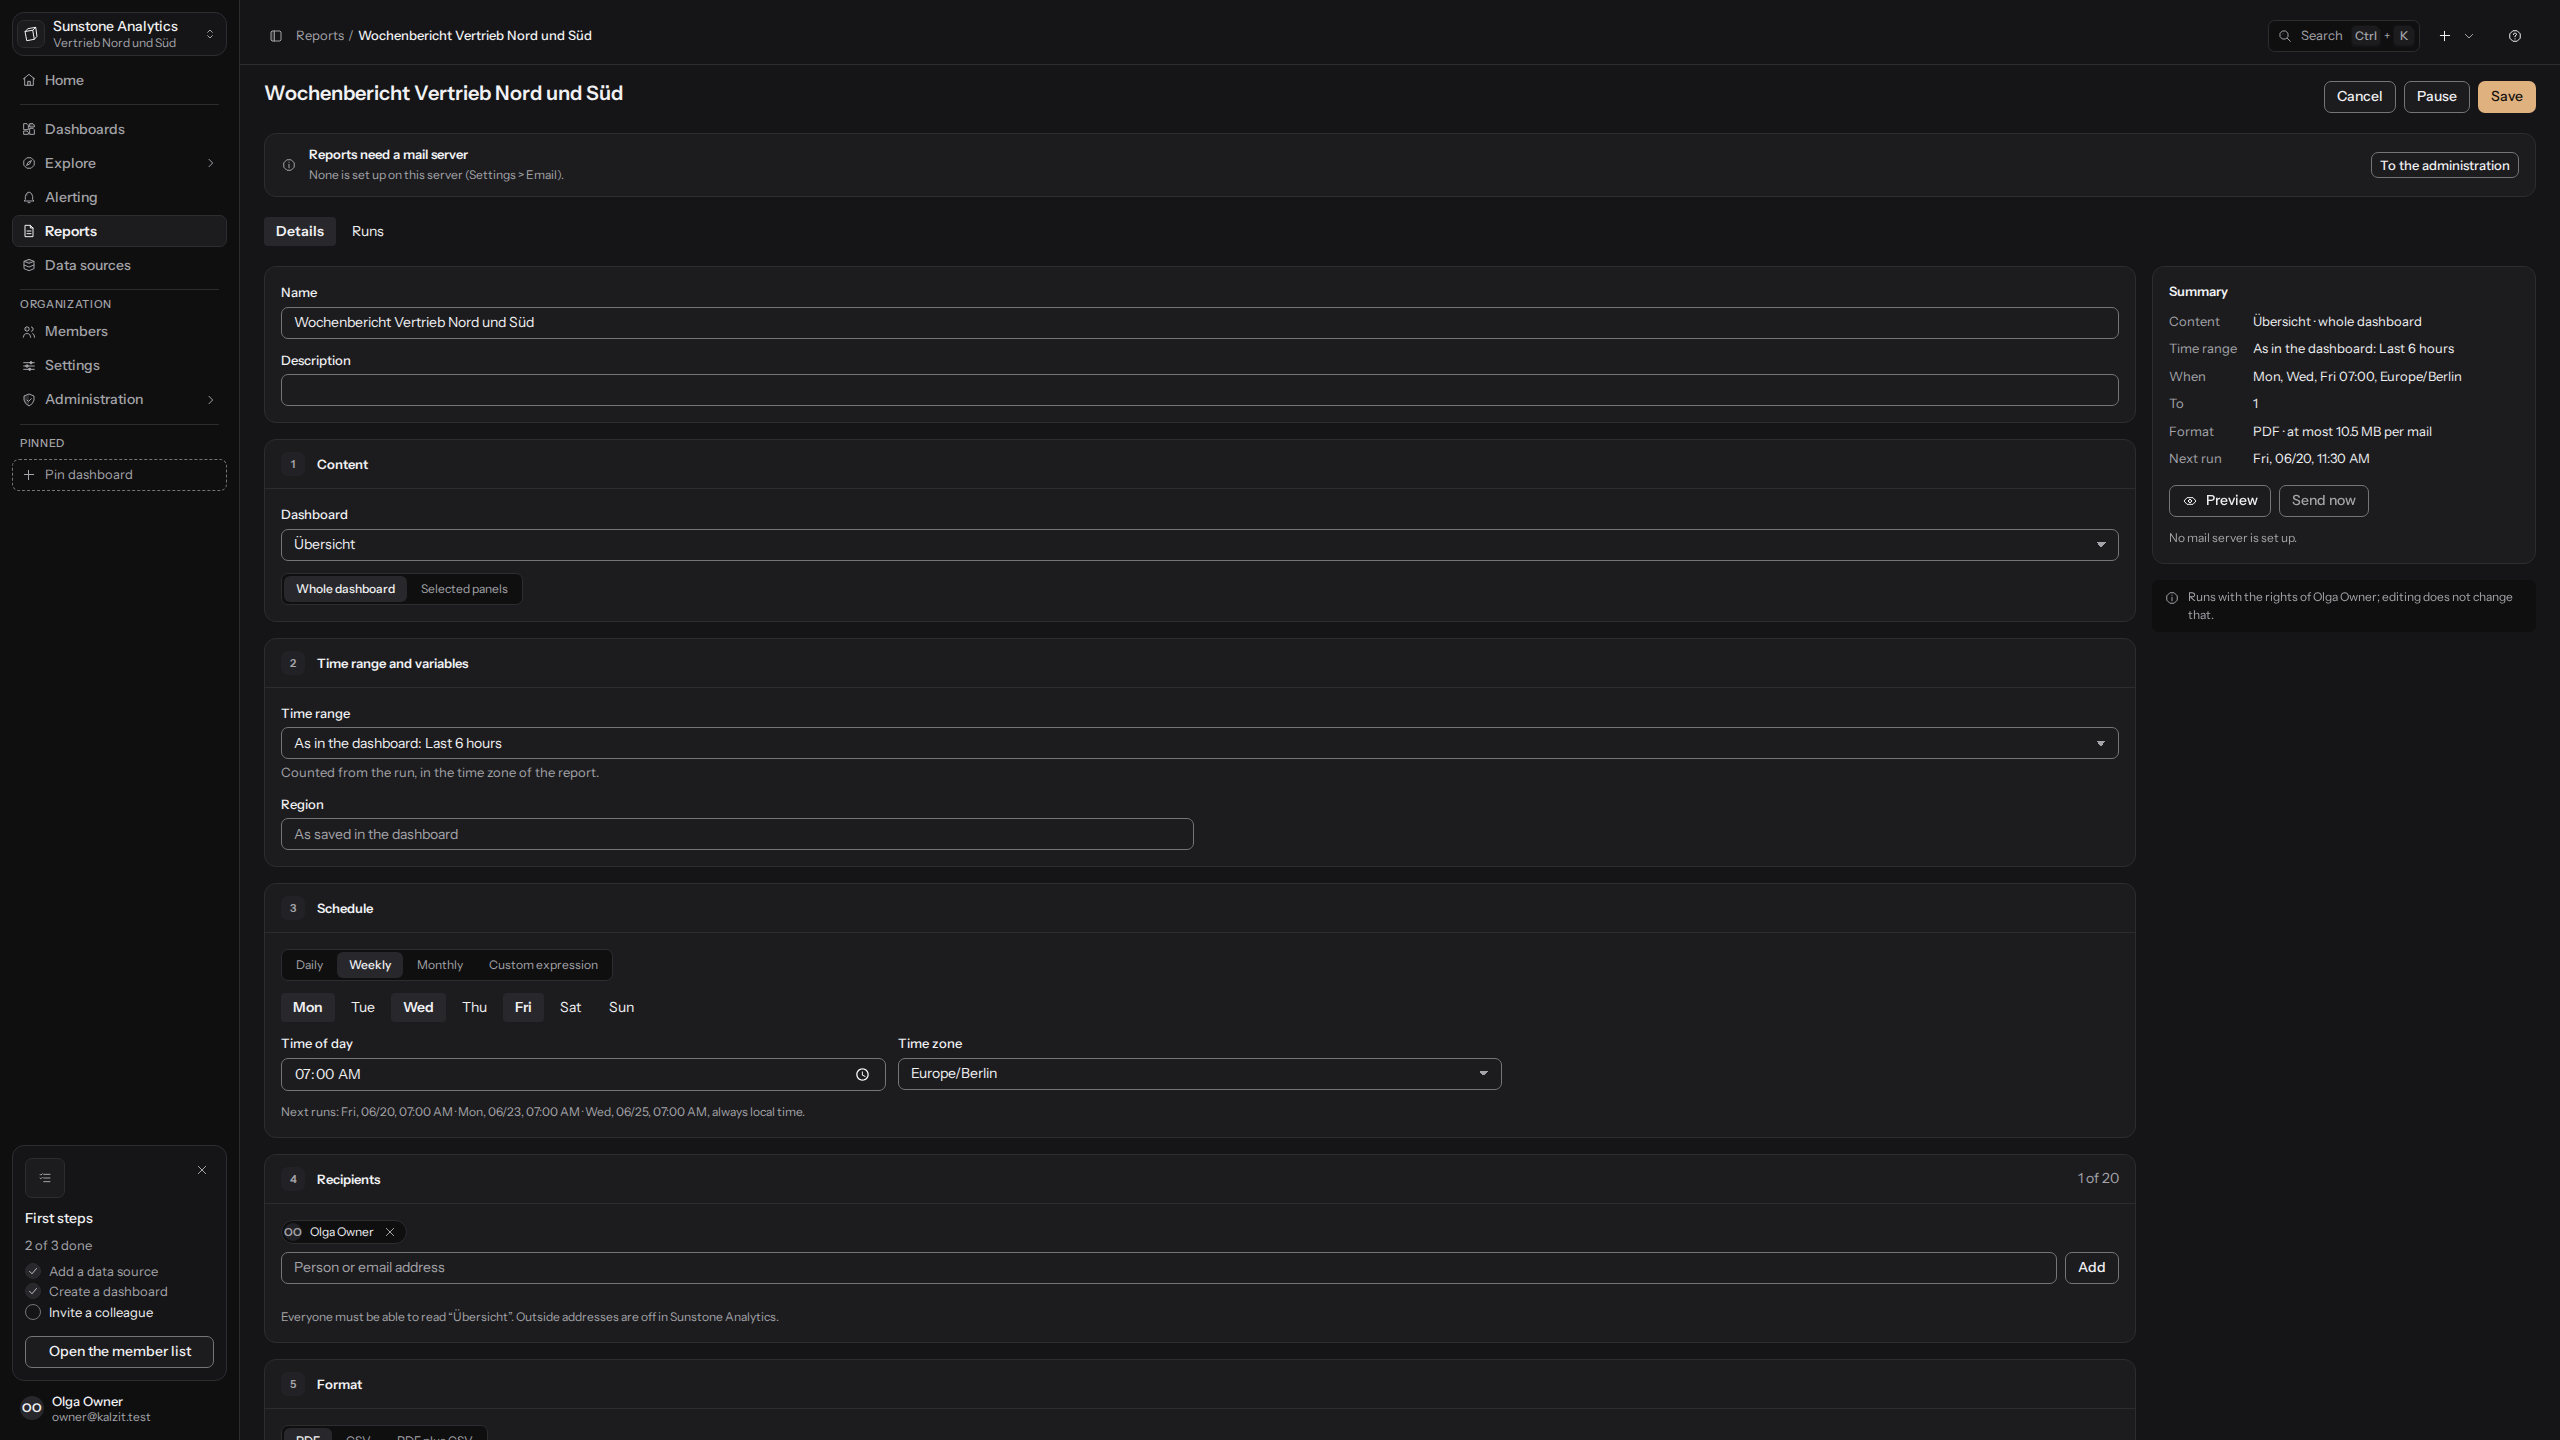 Sunstone Analytics
Vertrieb Nord und Süd
Home
Dashboards
Explore
Alerting
Reports
Data sources
ORGANIZATION
Members
Settings
Administration
PINNED
Pin dashboard
First steps
2 of 3 done
Add a data source
Create a dashboard
Invite a colleague
Open the member list
OO Olga Owner
owner@kalzit.test
Reports / Wochenbericht Vertrieb Nord und Süd
Search Ctrl + K
Wochenbericht Vertrieb Nord und Süd
Cancel Pause Save
Reports need a mail server
None is set up on this server (Settings > Email).
To the administration
Details Runs
Name
Wochenbericht Vertrieb Nord und Süd
Description
1 Content
Dashboard
Übersicht
Whole dashboard Selected panels
2 Time range and variables
Time range
As in the dashboard: Last 6 hours
Counted from the run, in the time zone of the report.
Region
As saved in the dashboard
3 Schedule
Daily Weekly Monthly Custom expression
Mon Tue Wed Thu Fri Sat Sun
Time of day Time zone
07:00 AM Europe/Berlin
Next runs: Fri, 06/20, 07:00 AM · Mon, 06/23, 07:00 AM · Wed, 06/25, 07:00 AM, always local time.
4 Recipients 1 of 20
OO Olga Owner
Person or email address Add
Everyone must be able to read “Übersicht”. Outside addresses are off in Sunstone Analytics.
5 Format
PDF CSV PDF plus CSV
Summary
Content Übersicht · whole dashboard
Time range As in the dashboard: Last 6 hours
When Mon, Wed, Fri 07:00, Europe/Berlin
To 1
Format PDF · at most 10.5 MB per mail
Next run Fri, 06/20, 11:30 AM
Preview Send now
No mail server is set up.
Runs with the rights of Olga Owner; editing does not change
that.